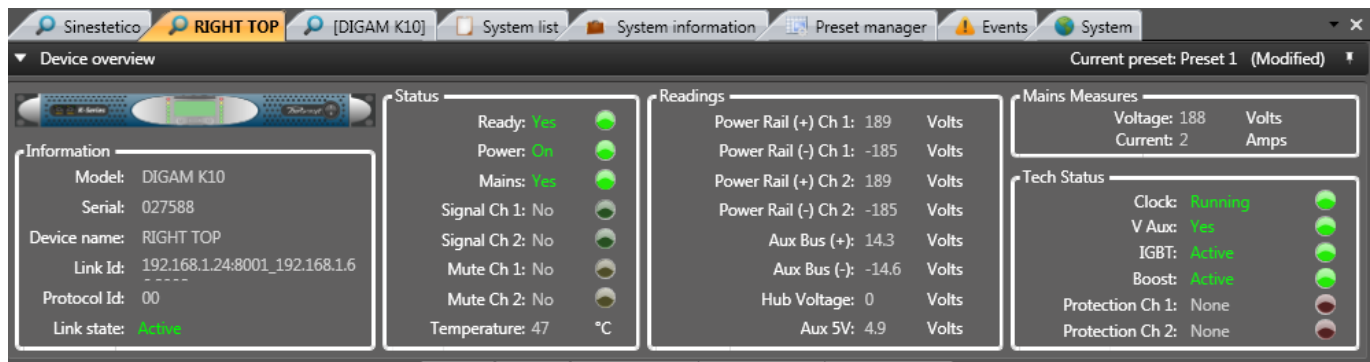 Sinestetico RIGHT TOP [DIGAM K10] System list System information Preset manager Events System
Device overview
Current preset: Preset 1 (Modified)
K-Series
Information
Model: DIGAM K10
Serial: 027588
Device name: RIGHT TOP
Link Id: 192.168.1.24:8001_192.168.1.6
Protocol Id: 00
Link state: Active
Status
Ready: Yes
Power: On
Mains: Yes
Signal Ch 1: No
Signal Ch 2: No
Mute Ch 1: No
Mute Ch 2: No
Temperature: 47 °C
Readings
Power Rail (+) Ch 1: 189 Volts
Power Rail (-) Ch 1: -185 Volts
Power Rail (+) Ch 2: 189 Volts
Power Rail (-) Ch 2: -185 Volts
Aux Bus (+): 14.3 Volts
Aux Bus (-): -14.6 Volts
Hub Voltage: 0 Volts
Aux 5V: 4.9 Volts
Mains Measures
Voltage: 188 Volts
Current: 2 Amps
Tech Status
Clock: Running
V Aux: Yes
IGBT: Active
Boost: Active
Protection Ch 1: None
Protection Ch 2: None